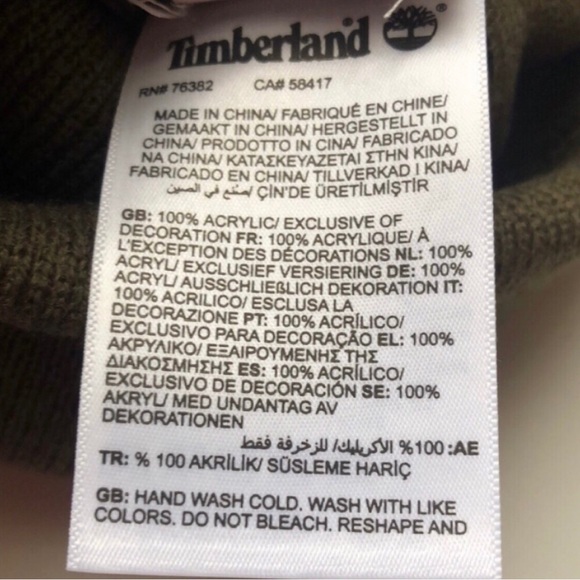 Timberland
RN# 76382 CA# 58417
MADE IN CHINA/ FABRIQUÉ EN CHINE/
GEMAAKT IN CHINA/ HERGESTELLT IN
CHINA/ PRODOTTO IN CINA/ FABRICADO
NA CHINA/ ΚΑΤΑΣΚΕΥΑΖΕΤΑΙ ΣΤΗΝ ΚΙΝΑ/
FABRICADO EN CHINA/ TILLVERKAD I KINA/
صنع في الصين/ ÇİN'DE ÜRETİLMİŞTİR
GB: 100% ACRYLIC/ EXCLUSIVE OF
DECORATION FR: 100% ACRYLIQUE/ À
L'EXCEPTION DES DÉCORATIONS NL: 100%
ACRYL/ EXCLUSIEF VERSIERING DE: 100%
ACRYL/ AUSSCHLIEßLICH DEKORATION IT:
100% ACRILICO/ ESCLUSA LA
DECORAZIONE PT: 100% ACRÍLICO/
EXCLUSIVO PARA DECORAÇÃO EL: 100%
ΑΚΡΥΛΙΚΟ/ ΕΞΑΙΡΟΥΜΕΝΗΣ ΤΗΣ
ΔΙΑΚΟΣΜΗΣΗΣ ES: 100% ACRÍLICO/
EXCLUSIVO DE DECORACIÓN SE: 100%
AKRYL/ MED UNDANTAG AV
DEKORATIONEN
AE: 100% الأكريليك/ للزخرفة فقط
TR: % 100 AKRİLİK/ SÜSLEME HARİÇ
GB: HAND WASH COLD. WASH WITH LIKE
COLORS. DO NOT BLEACH. RESHAPE AND